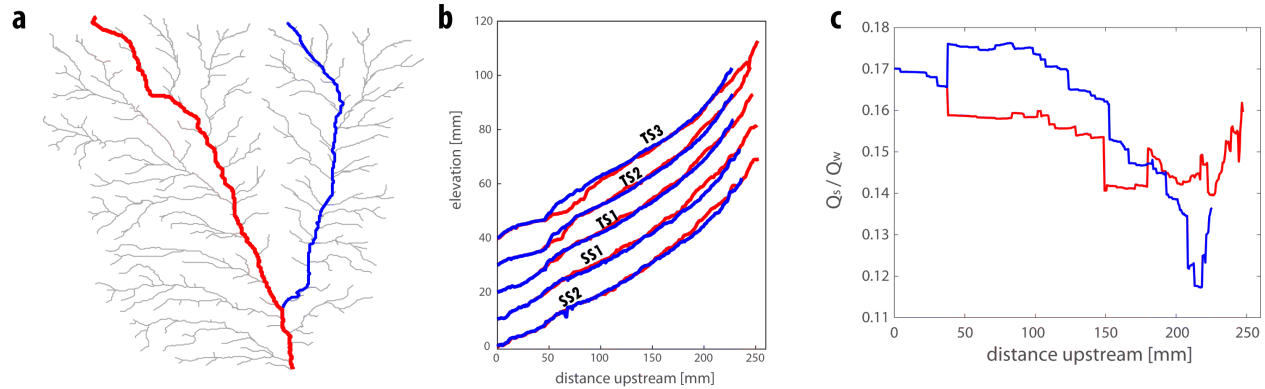 a
b
120
100
80
60
40
20
0
elevation [mm]
TS3
TS2
TS1
SS1
SS2
0
50
100
150
200
250
distance upstream [mm]
c
0.18
0.17
0.16
0.15
0.14
0.13
0.12
0.11
Qs / Qw
0
50
100
150
200
250
distance upstream [mm]